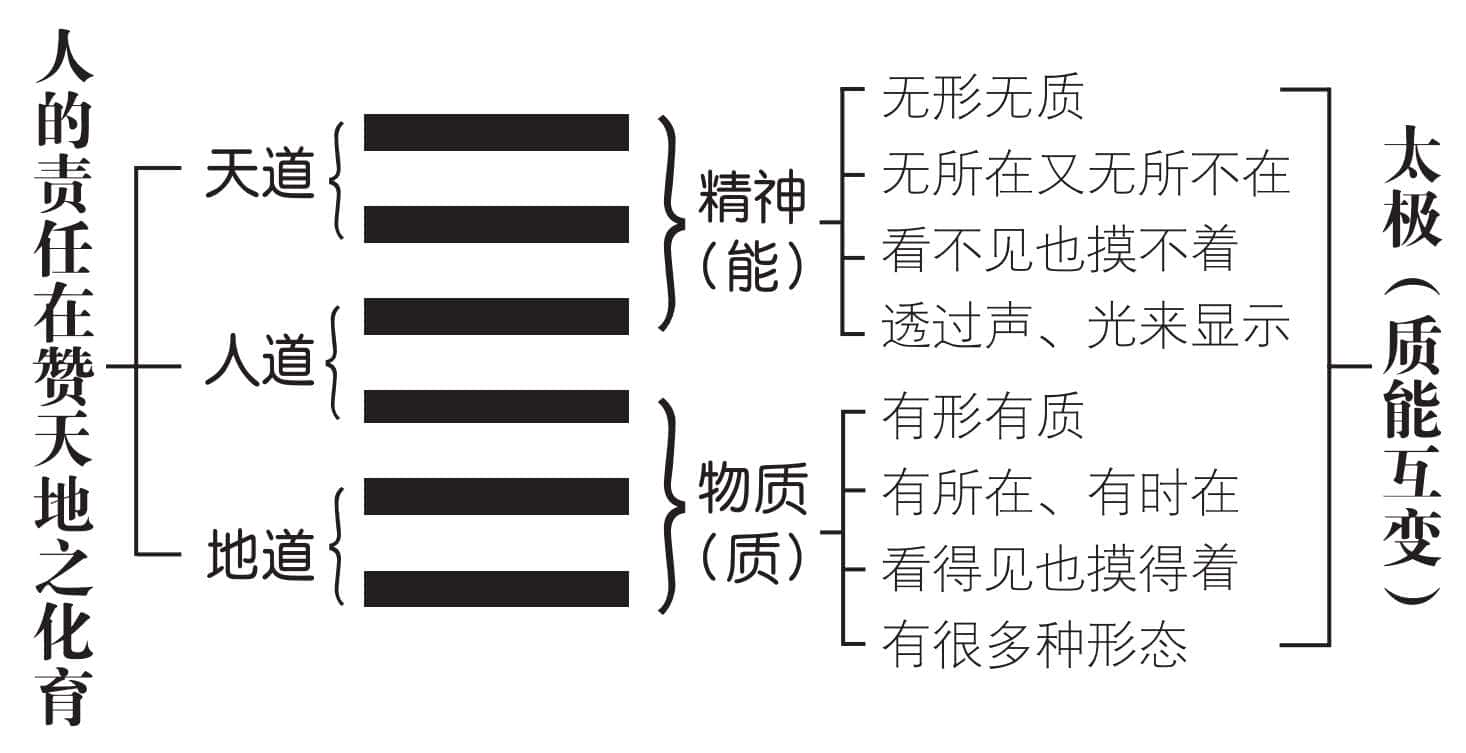 人的责任在赞天地之化育
天道
人道
地道
精神
(能)
无形无质
无所在又无所不在
看不见也摸不着
透过声、光来显示
物质
(质)
有形有质
有所在、有时在
看得见也摸得着
有很多种形态
太极(质能互变)